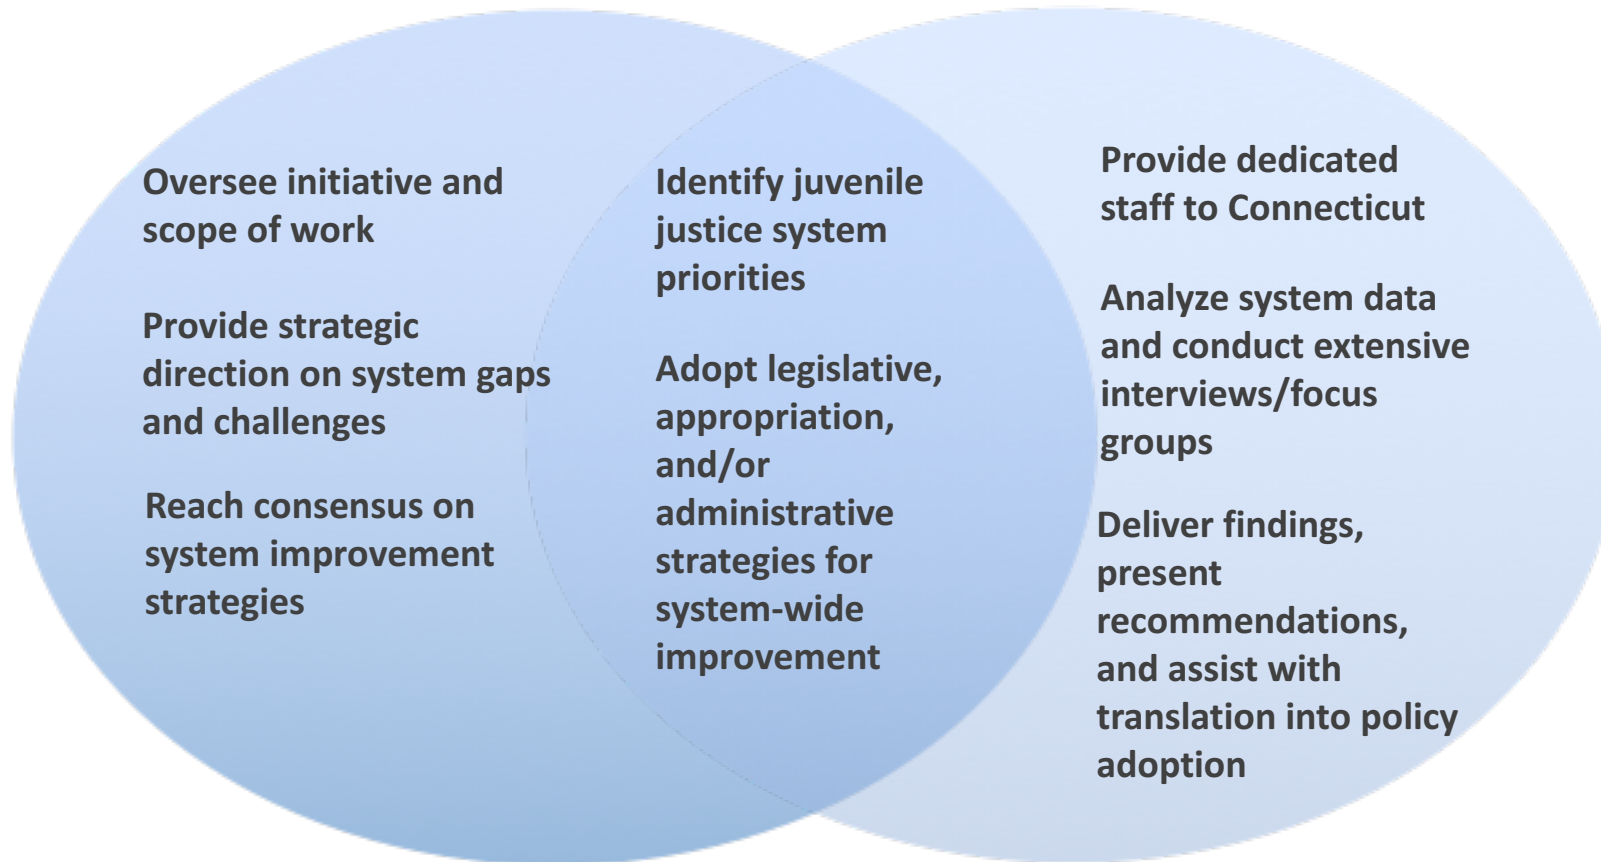 Oversee initiative and
scope of work
Provide strategic
direction on system gaps
and challenges
Reach consensus on
system improvement
strategies
Identify juvenile
justice system
priorities
Adopt legislative,
appropriation,
and/or
administrative
strategies for
system-wide
improvement
Provide dedicated
staff to Connecticut
Analyze system data
and conduct extensive
interviews/focus
groups
Deliver findings,
present
recommendations,
and assist with
translation into policy
adoption